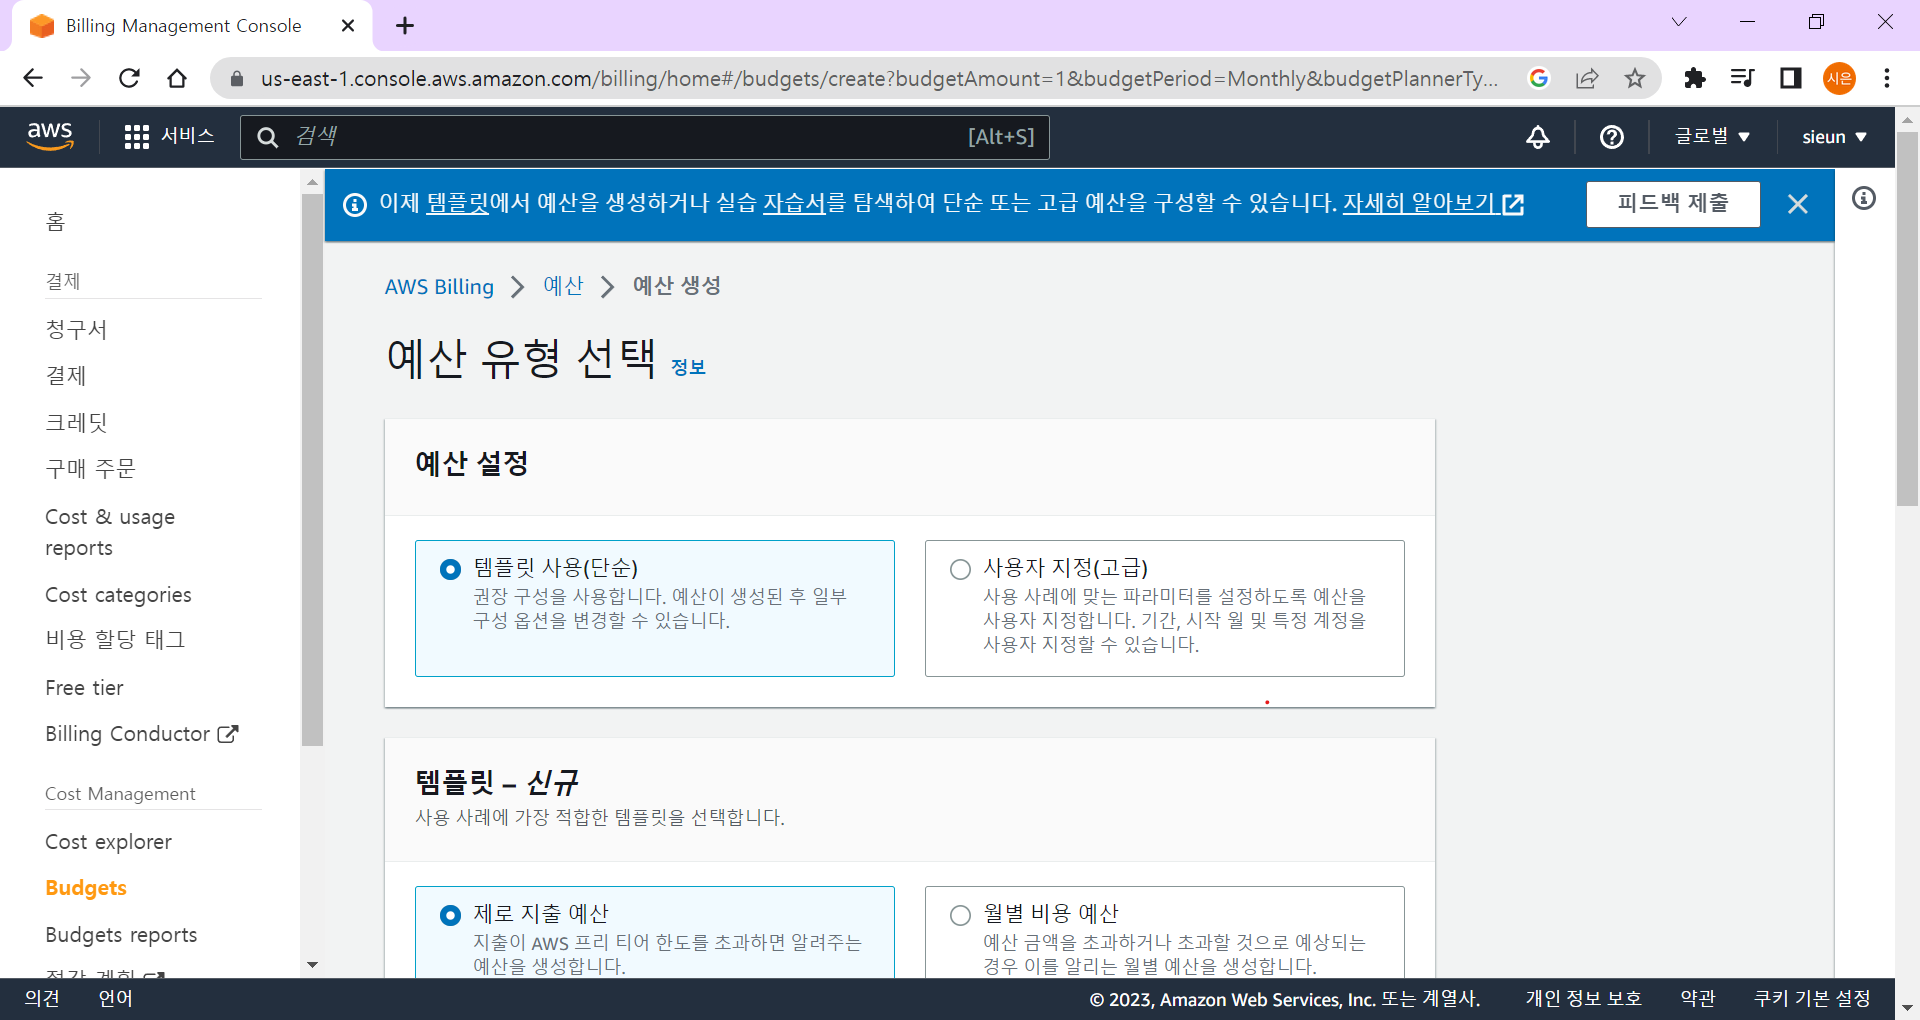 Billing Management Console
us-east-1.console.aws.amazon.com/billing/home#/budgets/create?budgetAmount=1&budgetPeriod=Monthly&budgetPlannerTy...
시은
aws
서비스
검색
[Alt+S]
글로벌 ▼
sieun ▼
이제 템플릿에서 예산을 생성하거나 실습 자습서를 탐색하여 단순 또는 고급 예산을 구성할 수 있습니다. 자세히 알아보기
피드백 제출
홈
결제
청구서
결제
크레딧
구매 주문
Cost & usage
reports
Cost categories
비용 할당 태그
Free tier
Billing Conductor
Cost Management
Cost explorer
Budgets
Budgets reports
AWS Billing
예산
예산 생성
예산 유형 선택 정보
예산 설정
템플릿 사용(단순)
권장 구성을 사용합니다. 예산이 생성된 후 일부
구성 옵션을 변경할 수 있습니다.
사용자 지정(고급)
사용 사례에 맞는 파라미터를 설정하도록 예산을
사용자 지정합니다. 기간, 시작 월 및 특정 계정을
사용자 지정할 수 있습니다.
템플릿 – 신규
사용 사례에 가장 적합한 템플릿을 선택합니다.
제로 지출 예산
지출이 AWS 프리 티어 한도를 초과하면 알려주는
예산을 생성합니다.
월별 비용 예산
예산 금액을 초과하거나 초과할 것으로 예상되는
경우 이를 알리는 월별 예산을 생성합니다.
의견
언어
© 2023, Amazon Web Services, Inc. 또는 계열사.
개인 정보 보호
약관
쿠키 기본 설정